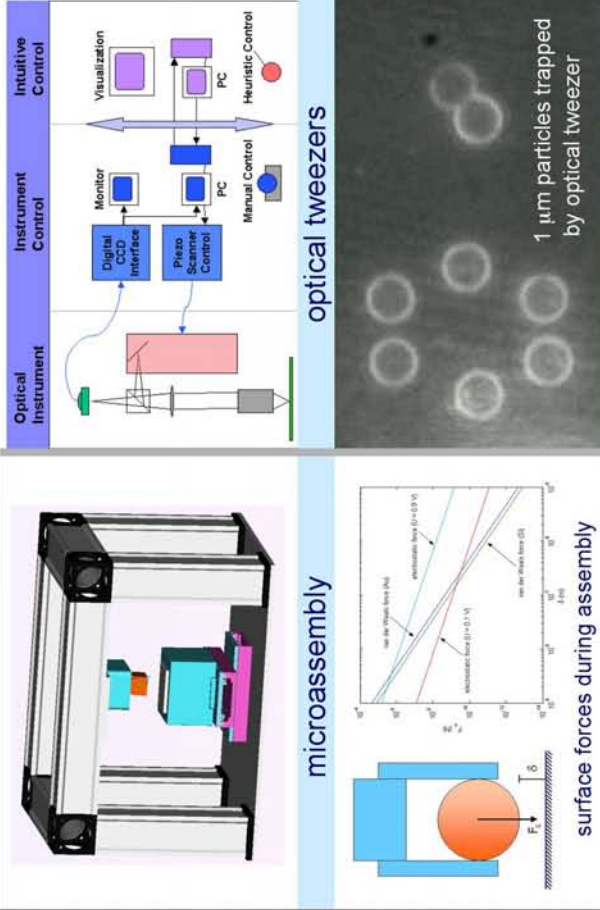 Optical
Instrument
Instrument
Control
Intuitive
Control
Digital
CCD
Interface
Monitor
Visualization
Piezo
Scanner
Control
PC
PC
Manual Control
Heuristic Control
microassembly
optical tweezers
van der Waals force (Au)
electrostatic force (U = 0.9 V)
electrostatic force (U = 0.1 V)
van der Waals force (Si)
δ (m)
δ
surface forces during assembly
1 µm particles trapped
by optical tweezer